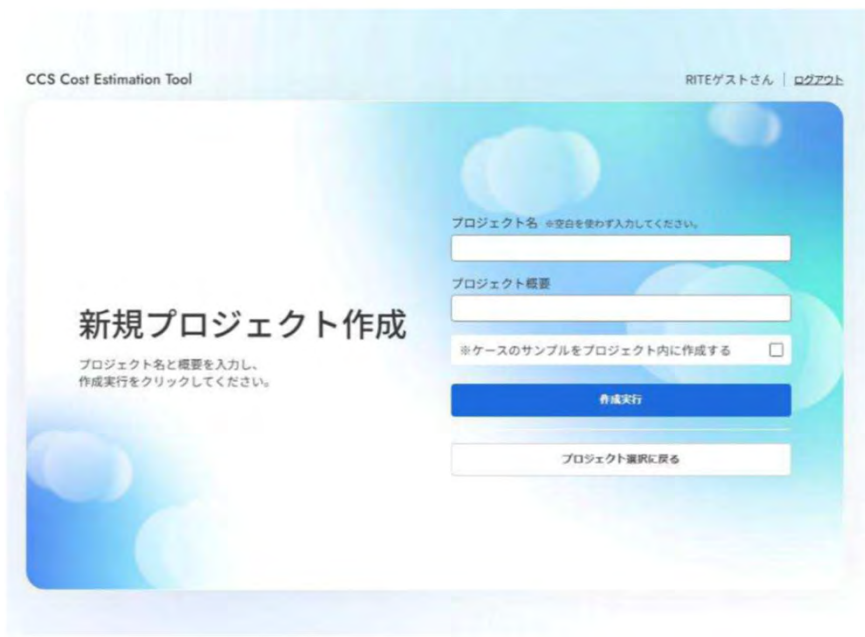 CCS Cost Estimation Tool
RITEゲストさん | ログアウト
プロジェクト名 ※空白を使わず入力してください。
プロジェクト概要
新規プロジェクト作成
プロジェクト名と概要を入力し、
作成実行をクリックしてください。
※ケースのサンプルをプロジェクト内に作成する
作成実行
プロジェクト選択に戻る